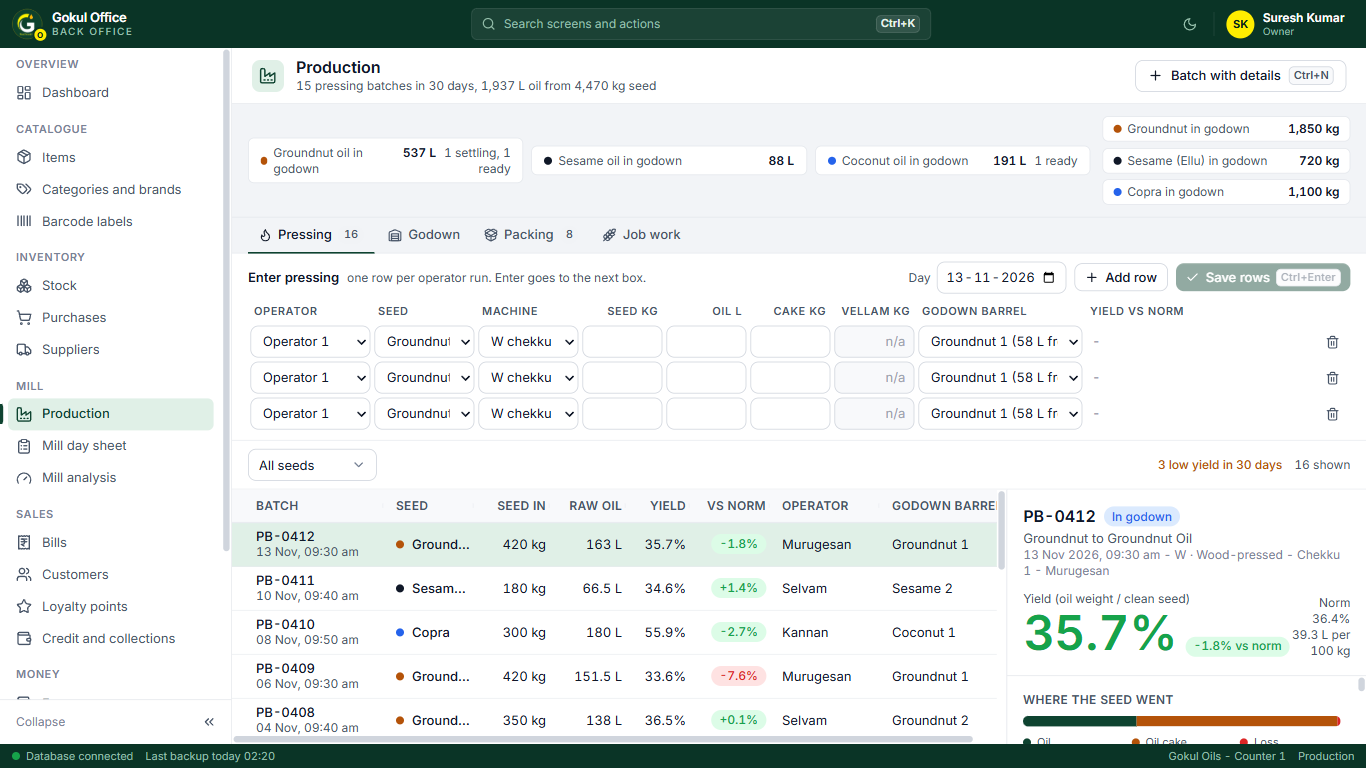 Gokul Office
BACK OFFICE
Search screens and actions Ctrl+K
SK Suresh Kumar
Owner
OVERVIEW
Dashboard
CATALOGUE
Items
Categories and brands
Barcode labels
INVENTORY
Stock
Purchases
Suppliers
MILL
Production
Mill day sheet
Mill analysis
SALES
Bills
Customers
Loyalty points
Credit and collections
MONEY
Collapse
Production
15 pressing batches in 30 days, 1,937 L oil from 4,470 kg seed
Batch with details Ctrl+N
Groundnut oil in godown 537 L 1 settling, 1 ready
Sesame oil in godown 88 L
Coconut oil in godown 191 L 1 ready
Groundnut in godown 1,850 kg
Sesame (Ellu) in godown 720 kg
Copra in godown 1,100 kg
Pressing 16 Godown Packing 8 Job work
Enter pressing one row per operator run. Enter goes to the next box.
Day 13-11-2026 Add row Save rows Ctrl+Enter
OPERATOR SEED MACHINE SEED KG OIL L CAKE KG VELLAM KG GODOWN BARREL YIELD VS NORM
Operator 1 Groundnut W chekku n/a Groundnut 1 (58 L fr -
Operator 1 Groundnut W chekku n/a Groundnut 1 (58 L fr -
Operator 1 Groundnut W chekku n/a Groundnut 1 (58 L fr -
All seeds 3 low yield in 30 days 16 shown
BATCH SEED SEED IN RAW OIL YIELD VS NORM OPERATOR GODOWN BARREL
PB-0412 Ground... 420 kg 163 L 35.7% -1.8% Murugesan Groundnut 1
13 Nov, 09:30 am
PB-0411 Sesam... 180 kg 66.5 L 34.6% +1.4% Selvam Sesame 2
10 Nov, 09:40 am
PB-0410 Copra 300 kg 180 L 55.9% -2.7% Kannan Coconut 1
08 Nov, 09:50 am
PB-0409 Ground... 420 kg 151.5 L 33.6% -7.6% Murugesan Groundnut 1
06 Nov, 09:30 am
PB-0408 Ground... 350 kg 138 L 36.5% +0.1% Selvam Groundnut 2
04 Nov, 09:40 am
PB-0412 In godown
Groundnut to Groundnut Oil
13 Nov 2026, 09:30 am - W · Wood-pressed - Chekku
1 - Murugesan
Yield (oil weight / clean seed)
35.7% -1.8% vs norm
Norm
36.4%
39.3 L per
100 kg
WHERE THE SEED WENT
Oil Oil cake Loss
Database connected Last backup today 02:20
Gokul Oils - Counter 1 Production